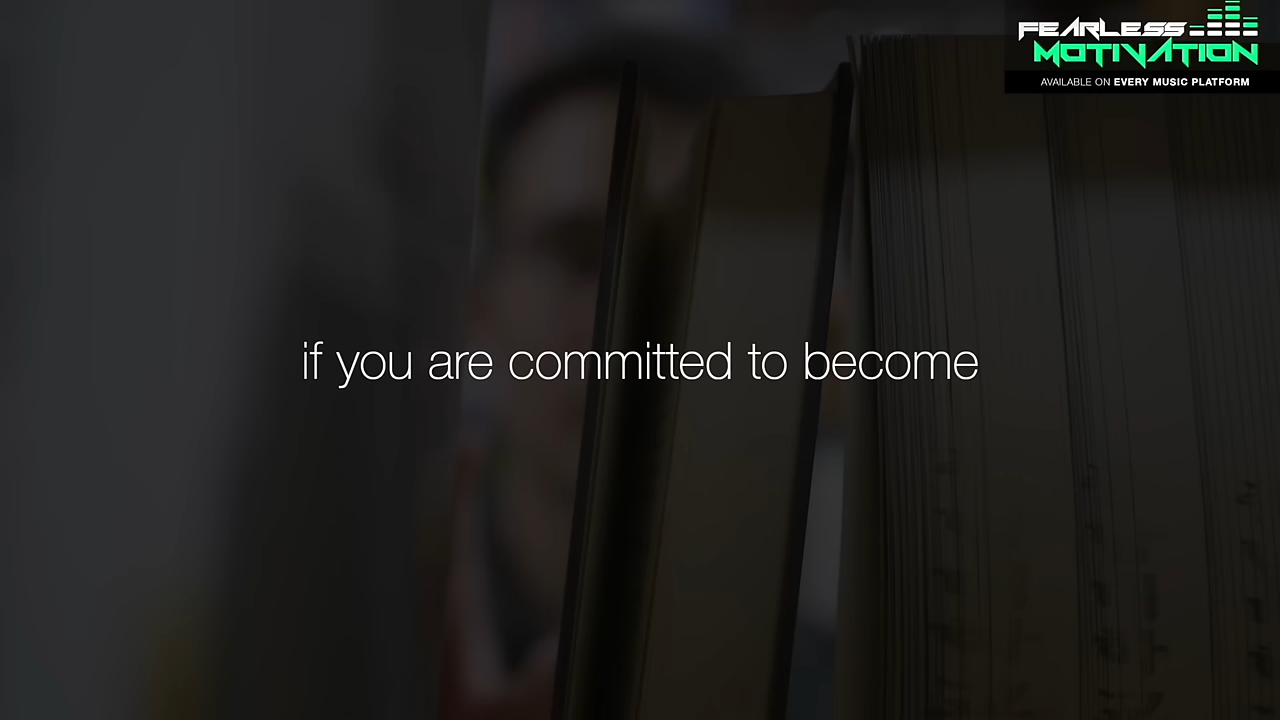 FEARLESS
MOTIVATION
AVAILABLE ON EVERY MUSIC PLATFORM
if you are committed to become